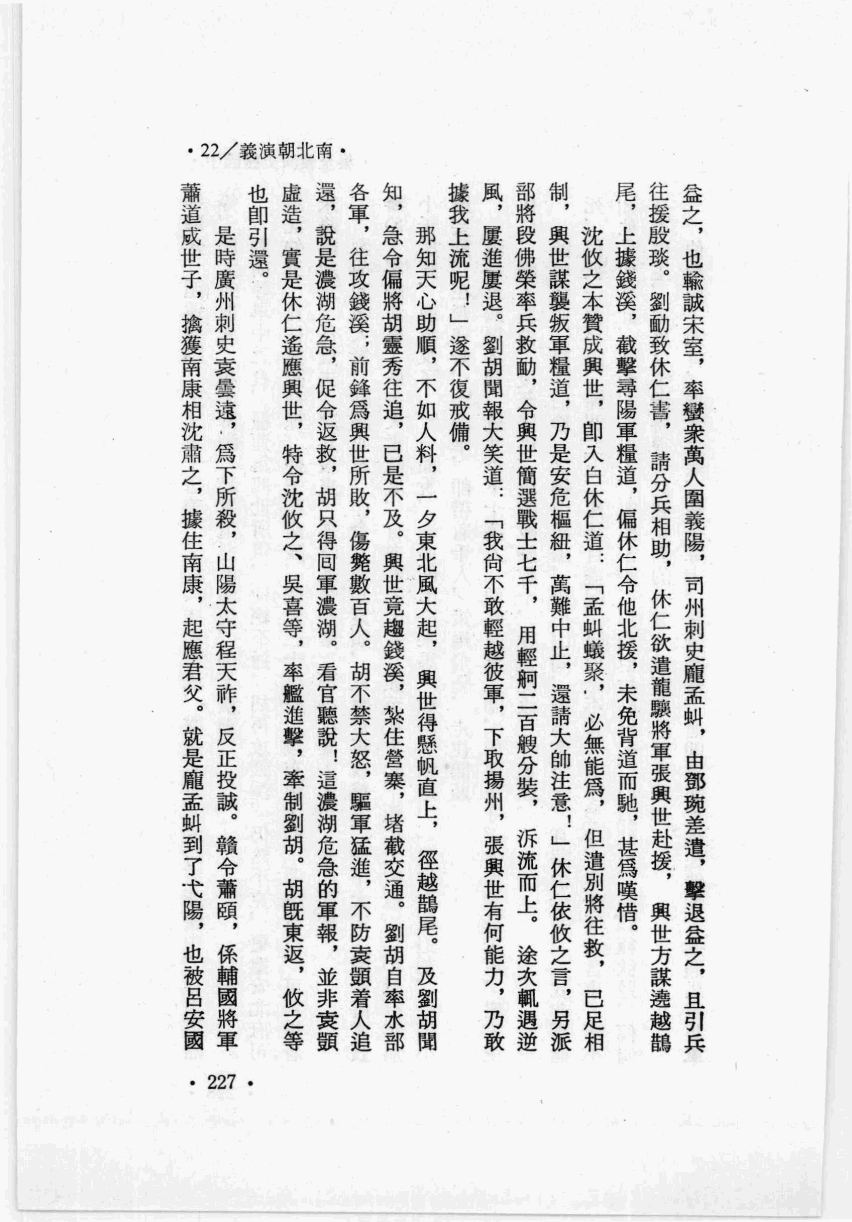 •22/義演朝北南•
益之，也輸誠宋室，率蠻衆萬人圍義陽，司州刺史龐孟蚪，由鄧琬差遣，擊退益之，且引兵
往援殷琰。劉勔致休仁書，請分兵相助，休仁欲遣龍驤將軍張興世赴援，興世方謀遶越鵲
尾，上據錢溪，截擊尋陽軍糧道，偏休仁令他北援，未免背道而馳，甚爲嘆惜。
沈攸之本贊成興世，卽入白休仁道：「孟蚪蟻聚，必無能爲，但遣別將往救，已足相
制，興世謀襲叛軍糧道，乃是安危樞紐，萬難中止，還請大帥注意！」休仁依攸之言，另派
部將段佛榮率兵救勔，令興世簡選戰士七千，用輕舸二百艘分裝，泝流而上。途次輒遇逆
風，屢進屢退。劉胡聞報大笑道：「我尙不敢輕越彼軍，下取揚州，張興世有何能力，乃敢
據我上流呢！」遂不復戒備。
那知天心助順，不如人料，一夕東北風大起，興世得懸帆直上，徑越鵲尾。及劉胡聞
知，急令偏將胡靈秀往追，已是不及。興世竟趨錢溪，紮住營寨，堵截交通。劉胡自率水部
各軍，往攻錢溪；前鋒爲興世所敗，傷斃數百人。胡不禁大怒，驅軍猛進，不防袁顗着人追
還，說是濃湖危急，促令返救，胡只得囘軍濃湖。看官聽說！這濃湖危急的軍報，並非袁顗
虛造，實是休仁遙應興世，特令沈攸之、吳喜等，率艦進擊，牽制劉胡。胡旣東返，攸之等
也卽引還。
是時廣州刺史袁曇遠，爲下所殺，山陽太守程天祚，反正投誠。贛令蕭頤，係輔國將軍
蕭道成世子，擒獲南康相沈肅之，據住南康，起應君父。就是龐孟蚪到了弋陽，也被呂安國
•227•